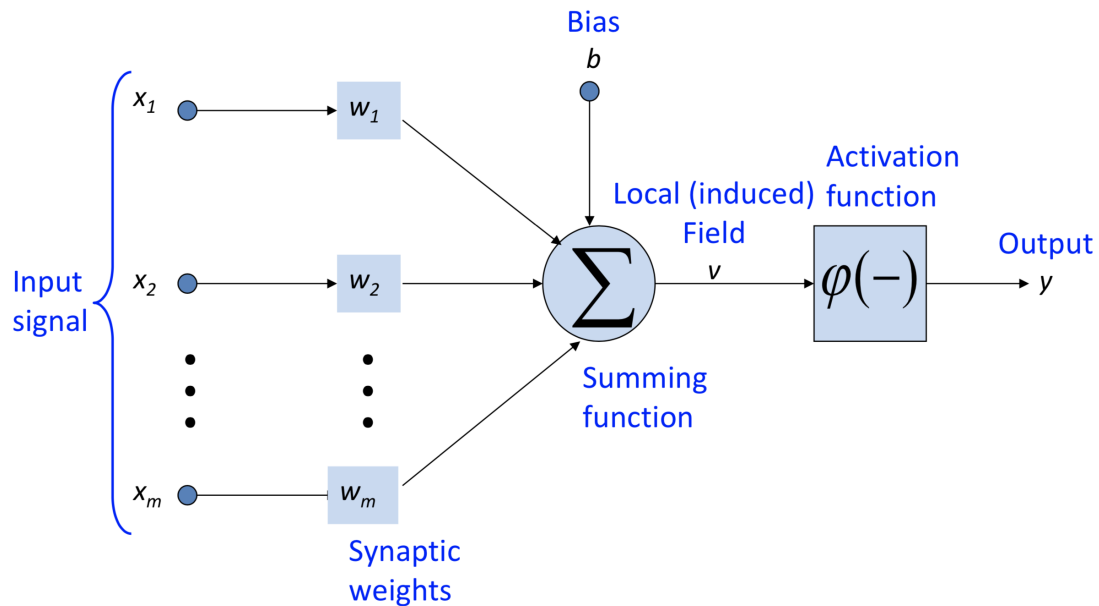 Bias
b
x1
w1
Activation
function
Local (induced)
Field
Output
Input
signal
x2
w2
∑
v
φ(−)
y
Summing
function
xm
wm
Synaptic
weights